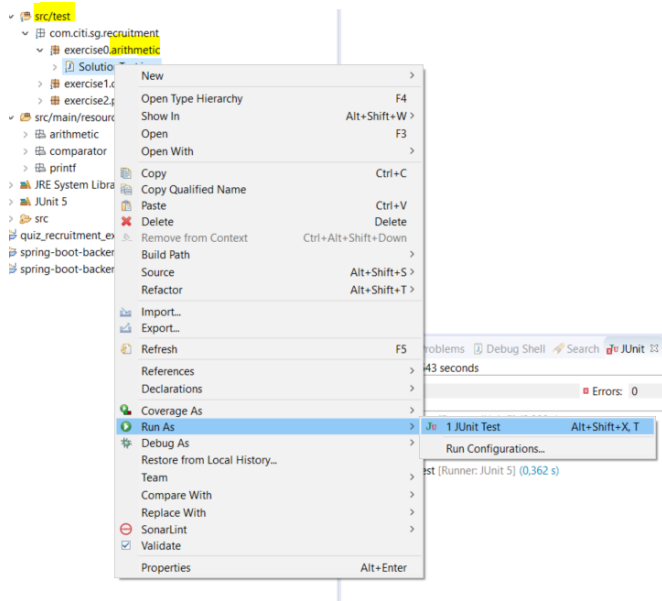 src/test
com.citi.sg.recruitment
exercise0.arithmetic
Solutio
exercise1.
exercise2.
src/main/resour
arithmetic
comparator
printf
JRE System Libra
JUnit 5
src
quiz_recruitment_ex
spring-boot-backer
spring-boot-backer
New
Open Type Hierarchy F4
Show In Alt+Shift+W >
Open F3
Open With
Copy Ctrl+C
Copy Qualified Name
Paste Ctrl+V
Delete Delete
Remove from Context Ctrl+Alt+Shift+Down
Build Path
Source Alt+Shift+S >
Refactor Alt+Shift+T >
Import...
Export...
Refresh F5
References
Declarations
Coverage As
Run As
Debug As
Restore from Local History...
Team
Compare With
Replace With
SonarLint
Validate
Properties Alt+Enter
roblems Debug Shell Search JUnit
43 seconds
Errors: 0
1 JUnit Test Alt+Shift+X, T
Run Configurations...
est [Runner: JUnit 5] (0,362 s)